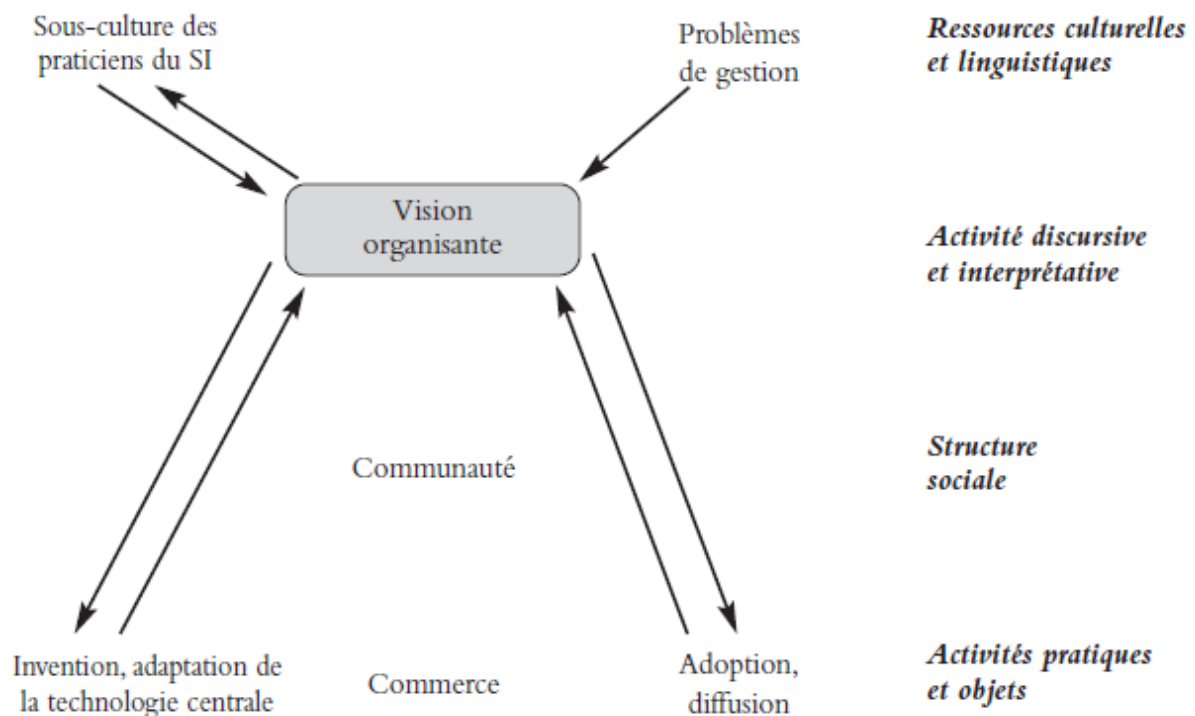 Sous-culture des
praticiens du SI
Problèmes
de gestion
Ressources culturelles
et linguistiques
Vision
organisante
Activité discursive
et interprétative
Communauté
Structure
sociale
Invention, adaptation de
la technologie centrale
Commerce
Adoption,
diffusion
Activités pratiques
et objets